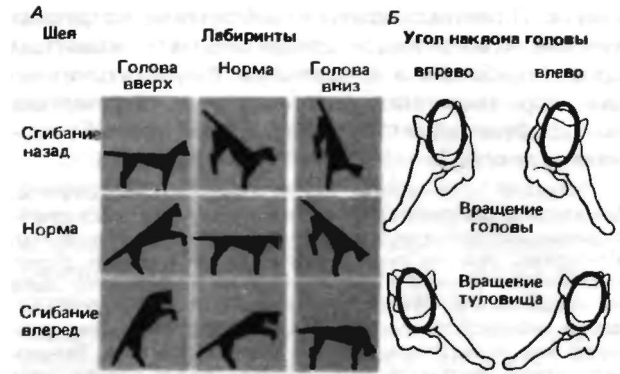 А
Шея
Лабиринты
Голова
вверх
Норма
Голова
вниз
Сгибание
назад
Норма
Сгибание
вперед
Б
Угол наклона головы
впрево
влево
Вращение
головы
Вращение
туловища